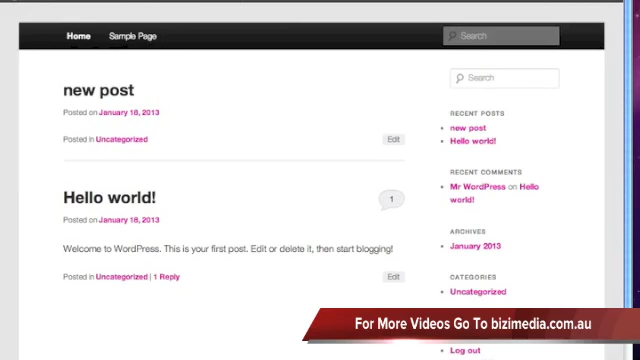 Home Sample Page Search
new post
Posted on January 18, 2013
Posted in Uncategorized Edit
Hello world!
1
Posted on January 18, 2013
Welcome to WordPress. This is your first post. Edit or delete it, then start blogging!
Posted in Uncategorized | 1 Reply Edit
Search
RECENT POSTS
new post
Hello world!
RECENT COMMENTS
Mr WordPress on Hello
world!
ARCHIVES
January 2013
CATEGORIES
Uncategorized
For More Videos Go To bizimedia.com.au
Log out